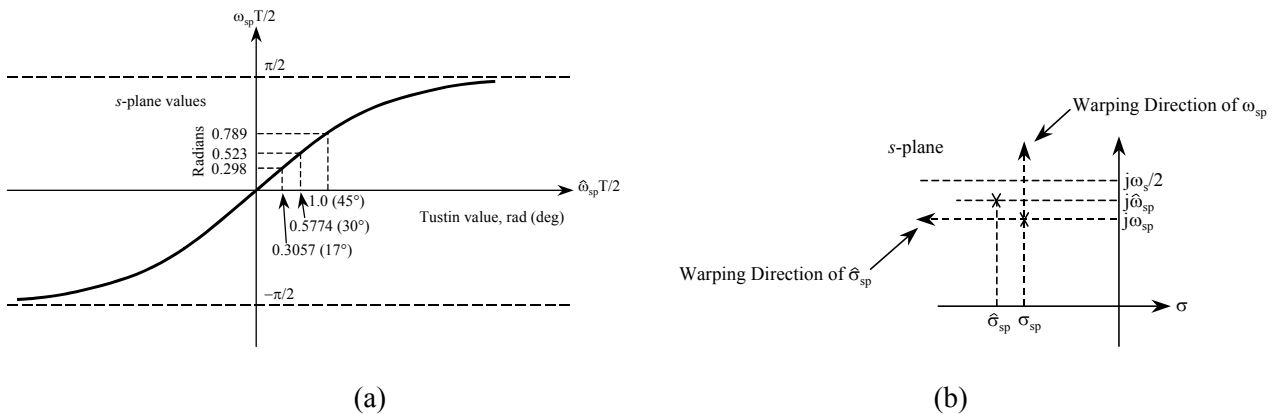 ω_sp T/2
π/2
s-plane values
Radians
0.789
0.523
0.298
ω̂_sp T/2
1.0 (45°)
Tustin value, rad (deg)
0.5774 (30°)
0.3057 (17°)
−π/2
(a)
Warping Direction of ω_sp
s-plane
jω_s/2
jω̂_sp
jω_sp
Warping Direction of σ̂_sp
σ̂_sp
σ_sp
σ
(b)